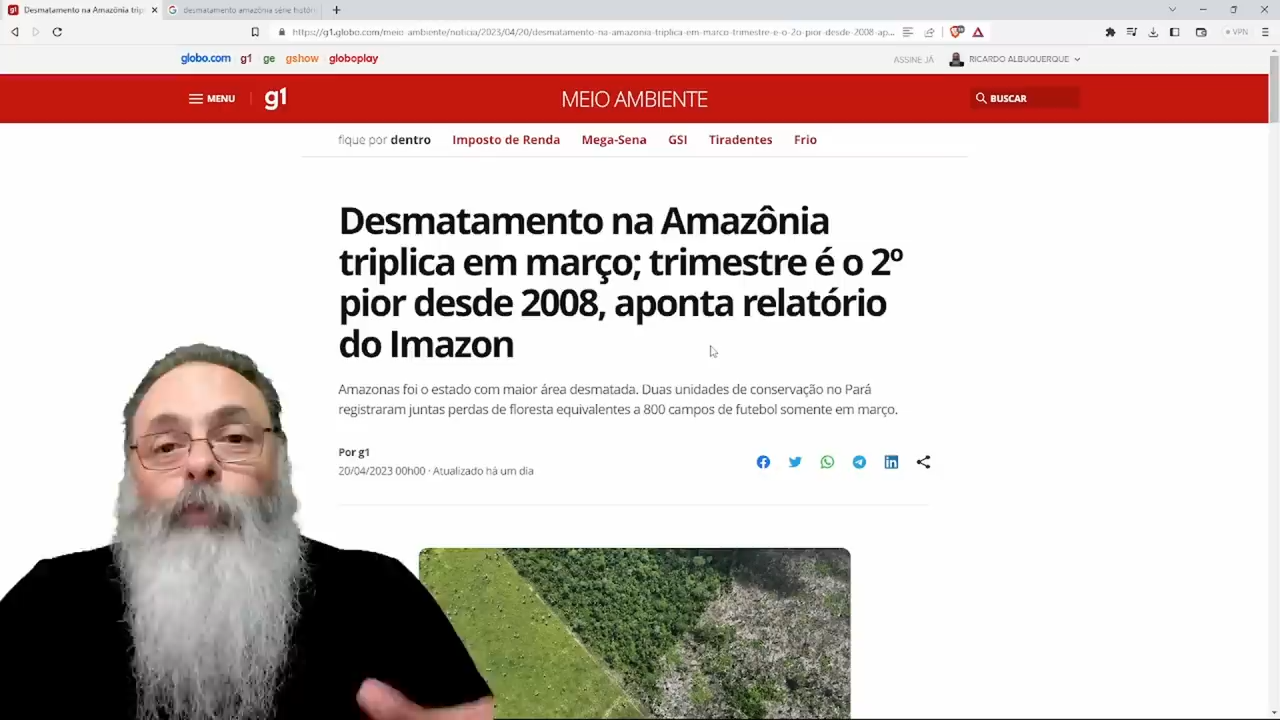 Desmatamento na Amazônia trip
desmatamento amazônia série históri
https://g1.globo.com/meio-ambiente/noticia/2023/04/20/desmatamento-na-amazonia-triplica-em-marco-trimestre-e-o-2o-pior-desde-2008-ap...
VPN
globo.com g1 ge gshow globoplay
ASSINE JÁ
RICARDO ALBUQUERQUE
MENU
g1
MEIO AMBIENTE
BUSCAR
fique por dentro
Imposto de Renda
Mega-Sena
GSI
Tiradentes
Frio
Desmatamento na Amazônia
triplica em março; trimestre é o 2º
pior desde 2008, aponta relatório
do Imazon
Amazonas foi o estado com maior área desmatada. Duas unidades de conservação no Pará
registraram juntas perdas de floresta equivalentes a 800 campos de futebol somente em março.
Por g1
20/04/2023 00h00 · Atualizado há um dia